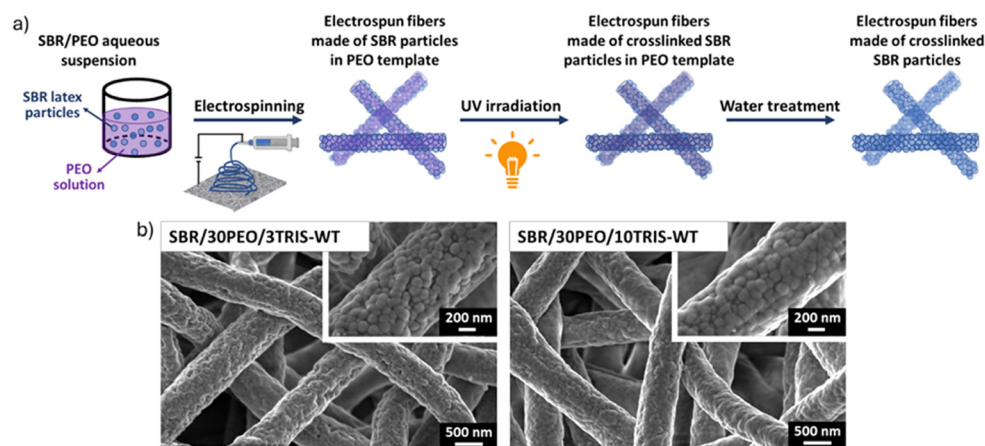 a)
SBR/PEO aqueous
suspension
SBR latex
particles
PEO
solution
Electrospinning
Electrospun fibers
made of SBR particles
in PEO template
UV irradiation
Electrospun fibers
made of crosslinked SBR
particles in PEO template
Water treatment
Electrospun fibers
made of crosslinked
SBR particles
b)
SBR/30PEO/3TRIS-WT
200 nm
500 nm
SBR/30PEO/10TRIS-WT
200 nm
500 nm